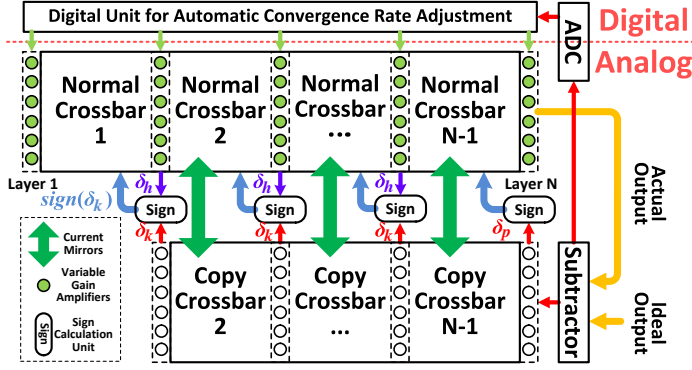 Digital Unit for Automatic Convergence Rate Adjustment
ADC
Digital
Analog
Normal
Crossbar
1
Normal
Crossbar
2
Normal
Crossbar
...
Normal
Crossbar
N-1
Layer 1
Layer N
sign(δk)
δh
δh
δh
Sign
Sign
Sign
Sign
δk
δk
δk
δp
Actual
Output
Ideal
Output
Subtractor
Copy
Crossbar
2
Copy
Crossbar
...
Copy
Crossbar
N-1
Current
Mirrors
Variable
Gain
Amplifiers
Sign
Sign
Calculation
Unit